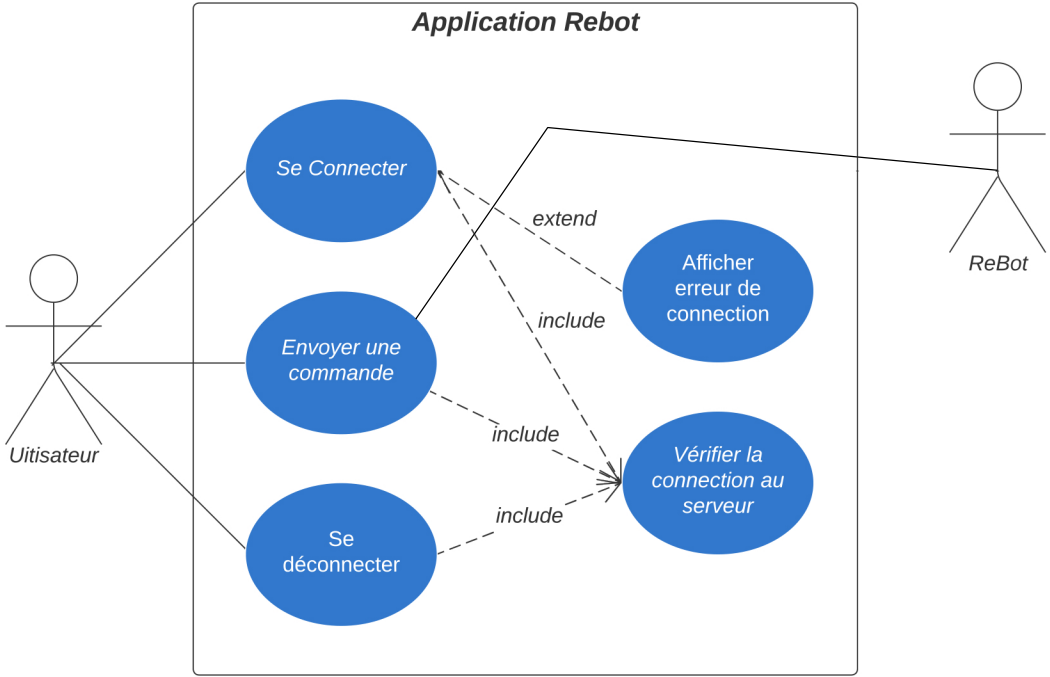 Application Rebot
Se Connecter
extend
ReBot
Afficher
erreur de
connection
include
Envoyer une
commande
include
Uitisateur
Vérifier la
connection au
serveur
include
Se
déconnecter